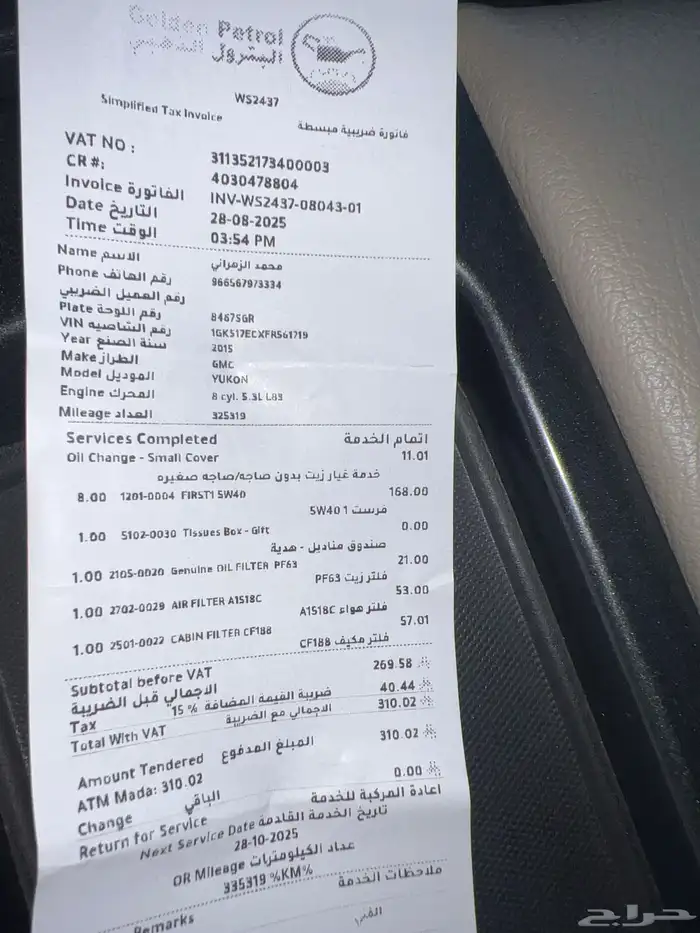 Golden Petrol
البترول الذهبي
WS2437
Simplified Tax Invoice فاتورة ضريبية مبسطة
VAT NO : 311352173400003
CR #: 4030478804
Invoice الفاتورة INV-WS2437-08043-01
Date التاريخ 28-08-2025
Time الوقت 03:54 PM
Name الاسم محمد الزهراني
Phone رقم الهاتف 966567973334
رقم العميل الضريبي
Plate رقم اللوحة 8467SGR
VIN رقم الشاصيه 1GKS17ECXFR561719
Year سنة الصنع 2015
Make الطراز GMC
Model الموديل YUKON
Engine المحرك 8 cyl. 5.3L L83
Mileage العداد 325319
Services Completed اتمام الخدمة
Oil Change - Small Cover 11.01
خدمة غيار زيت بدون صاجه/صاجه صغيره
8.00 1201-0004 FIRST1 5W40 168.00
فرست 1 5W40
1.00 5102-0030 Tissues Box - Gift 0.00
صندوق مناديل - هدية
1.00 2105-0020 Genuine OIL FILTER PF63 21.00
فلتر زيت PF63
1.00 2702-0029 AIR FILTER A1518C 53.00
فلتر هواء A1518C
1.00 2501-0022 CABIN FILTER CF188 57.01
فلتر مكيف CF188
Subtotal before VAT 269.58
الاجمالي قبل الضريبة
Tax ضريبة القيمة المضافة % 15 40.44
Total With VAT الاجمالي مع الضريبة 310.02
Amount Tendered المبلغ المدفوع 310.02
ATM Mada: 310.02
Change الباقي 0.00
Return for Service اعادة المركبة للخدمة
Next Service Date تاريخ الخدمة القادمة
28-10-2025
OR Mileage عداد الكيلومترات
335319 %KM%
Remarks ملاحظات الخدمة
الفني
حراج